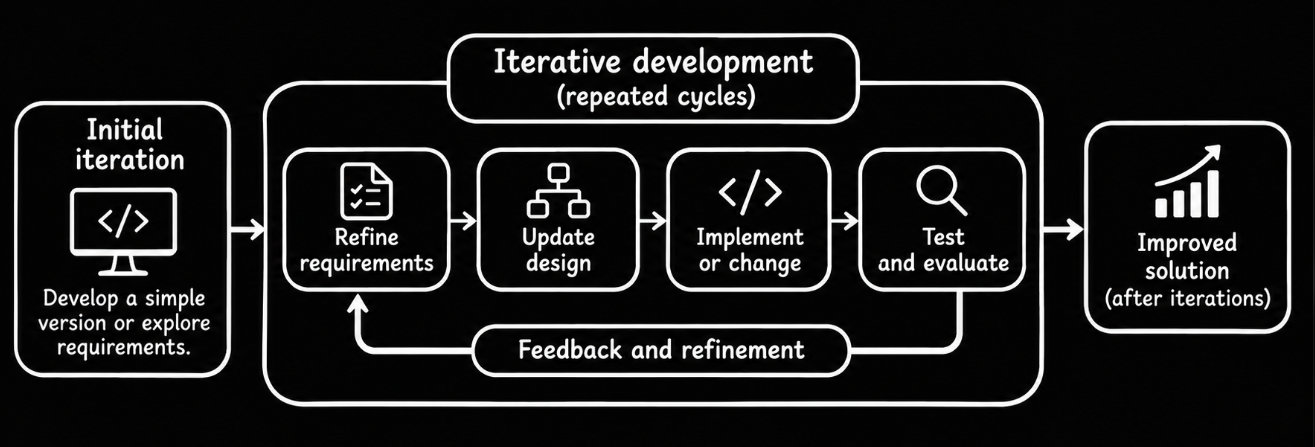 Iterative development
(repeated cycles)
Initial
iteration
</>
Develop a simple
version or explore
requirements.
Refine
requirements
Update
design
</>
Implement
or change
Test
and evaluate
Feedback and refinement
Improved
solution
(after iterations)